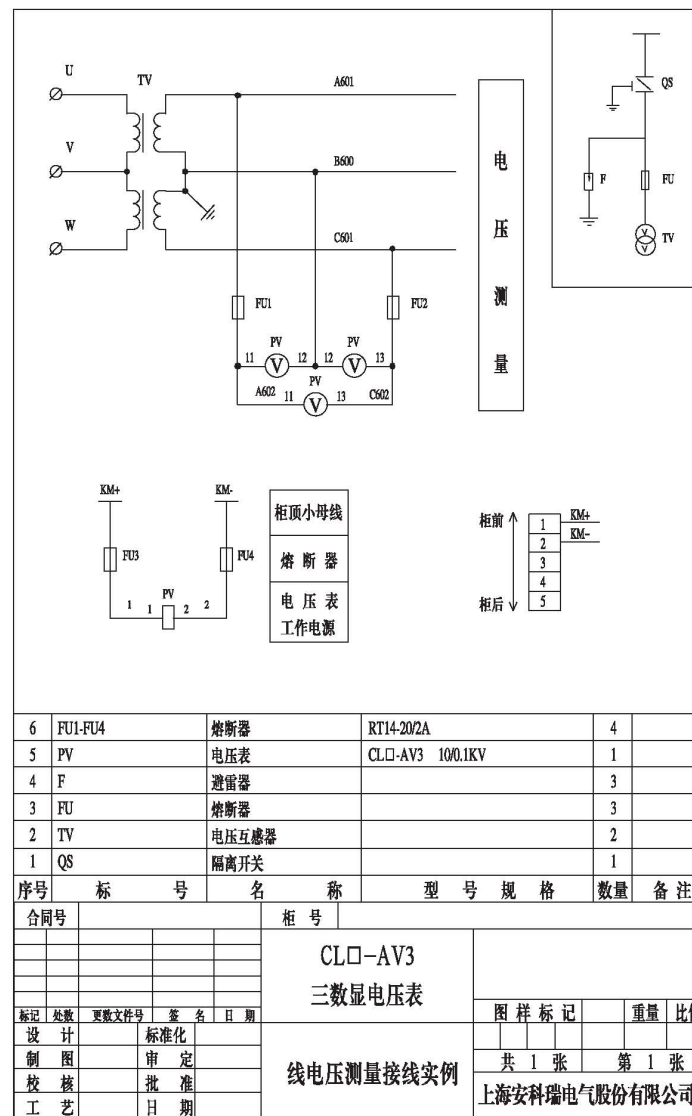 U
TV
A601
V
B600
W
C601
电压测量
QS
F
FU
TV
FU1
FU2
PV
PV
11
V
12
12
V
13
PV
A602
11
V
13
C602
KM+
KM-
柜顶小母线
熔断器
电压表
工作电源
FU3
FU4
PV
1
1
2
2
柜前
柜后
1
2
3
4
5
KM+
KM-
6 FU1-FU4 熔断器 RT14-20/2A 4
5 PV 电压表 CL□-AV3 10/0.1KV 1
4 F 避雷器 3
3 FU 熔断器 3
2 TV 电压互感器 2
1 QS 隔离开关 1
序号 标号 名称 型号规格 数量 备注
合同号 柜号
CL□-AV3
三数显电压表
标记 处数 更数文件号 签名 日期
图样标记 重量
设计 标准化
制图 审定
校核 批准
工艺 日期
线电压测量接线实例
共 1 张 第 1 张
上海安科瑞电气股份有限公司